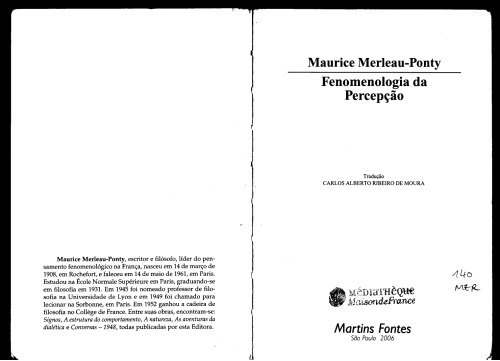 Maurice Merleau-Ponty, escritor e filósofo, líder do pen-
samento fenomenológico na França, nasceu em 14 de março de
1908, em Rochefort, e faleceu em 14 de maio de 1961, em Paris.
Estudou na École Normale Supérieure em Paris, graduando-se
em filosofia em 1931. Em 1945 foi nomeado professor de filo-
sofia na Universidade de Lyon e em 1949 foi chamado para
lecionar na Sorbonne, em Paris. Em 1952 ganhou a cadeira de
filosofia no Collège de France. Entre suas obras, encontram-se:
Signos, A estrutura do comportamento, A natureza, As aventuras da
dialética e Conversas – 1948, todas publicadas por esta Editora.
Maurice Merleau-Ponty
Fenomenologia da
Percepção
Tradução
CARLOS ALBERTO RIBEIRO DE MOURA
140
MER
MéDiATHÈQUE
MaisondeFrance
Martins Fontes
São Paulo 2006